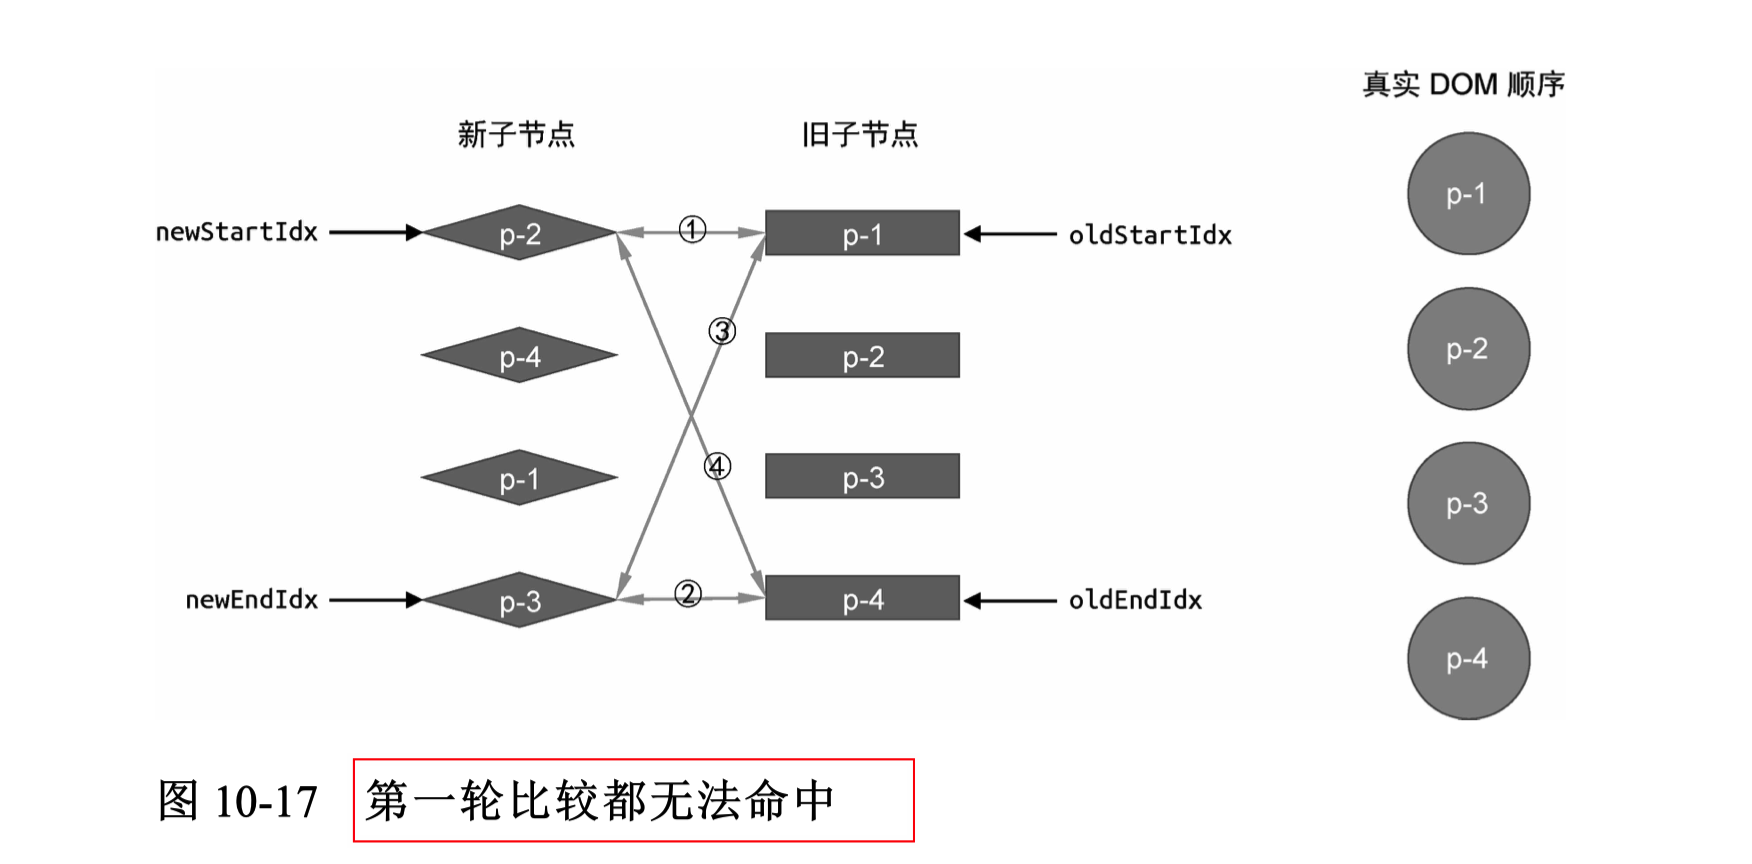 真实 DOM 顺序
新子节点
旧子节点
newStartIdx
p-2
①
p-1
oldStartIdx
p-1
③
p-4
p-2
p-2
④
p-1
p-3
p-3
newEndIdx
p-3
②
p-4
oldEndIdx
p-4
图 10-17 第一轮比较都无法命中